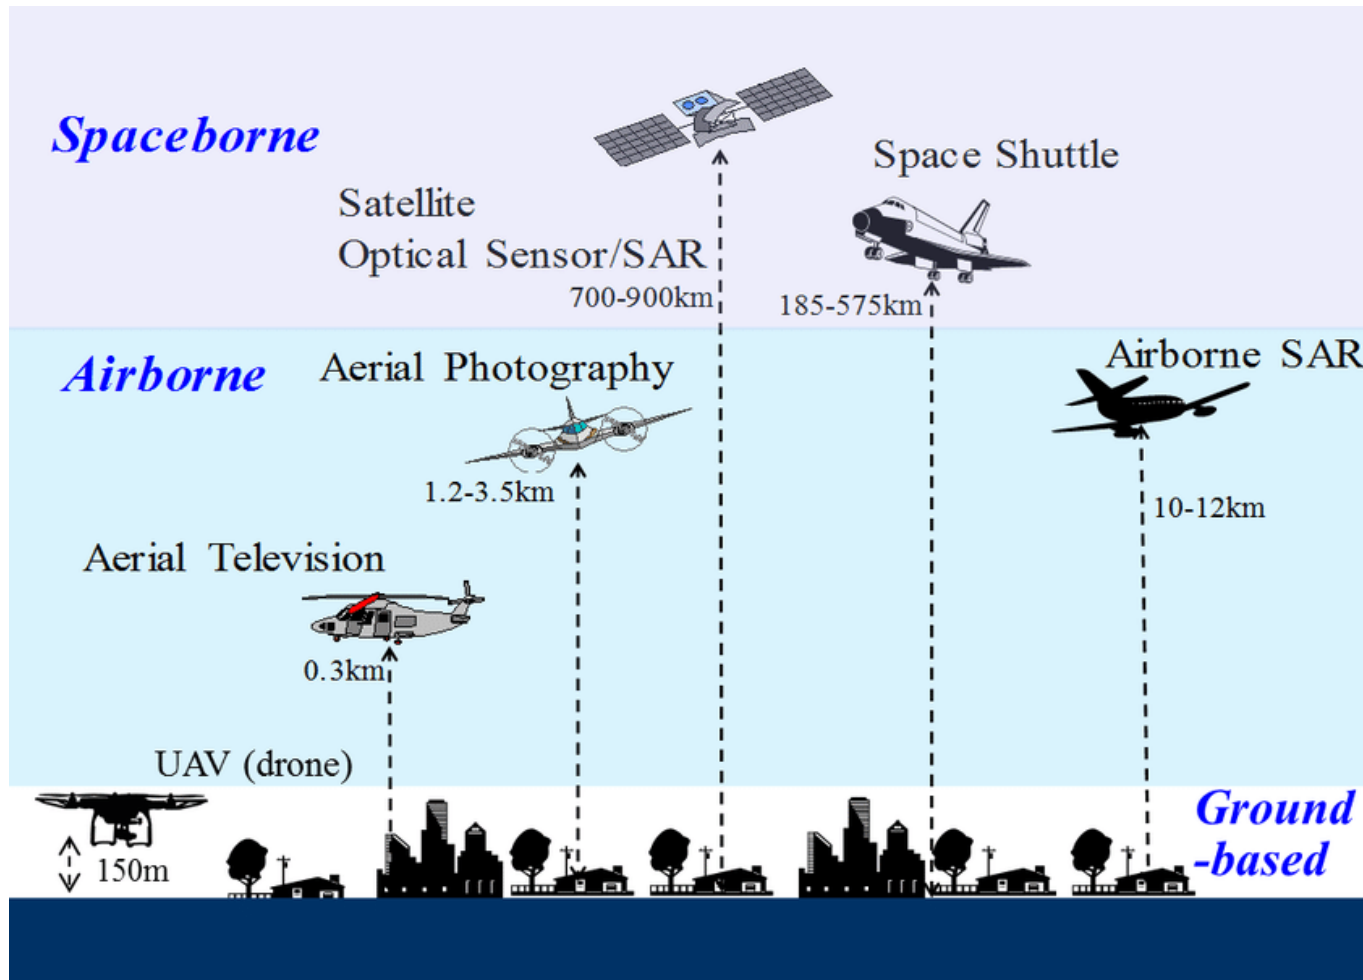 Spaceborne
Space Shuttle
Satellite
Optical Sensor/SAR
700-900km
185-575km
Airborne
Aerial Photography
Airborne SAR
1.2-3.5km
10-12km
Aerial Television
0.3km
UAV (drone)
150m
Ground
-based